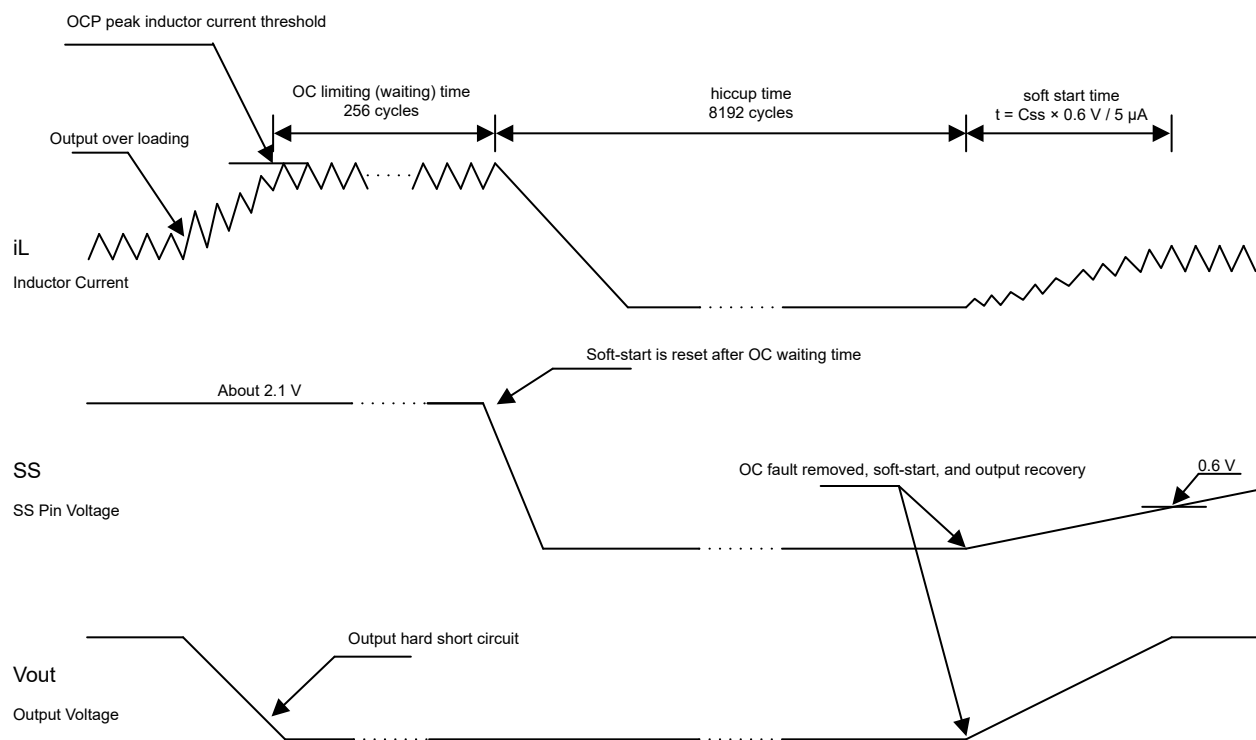 OCP peak inductor current threshold
OC limiting (waiting) time
256 cycles
hiccup time
8192 cycles
soft start time
t = Css × 0.6 V / 5 µA
Output over loading
iL
Inductor Current
Soft-start is reset after OC waiting time
About 2.1 V
SS
SS Pin Voltage
OC fault removed, soft-start, and output recovery
0.6 V
Output hard short circuit
Vout
Output Voltage